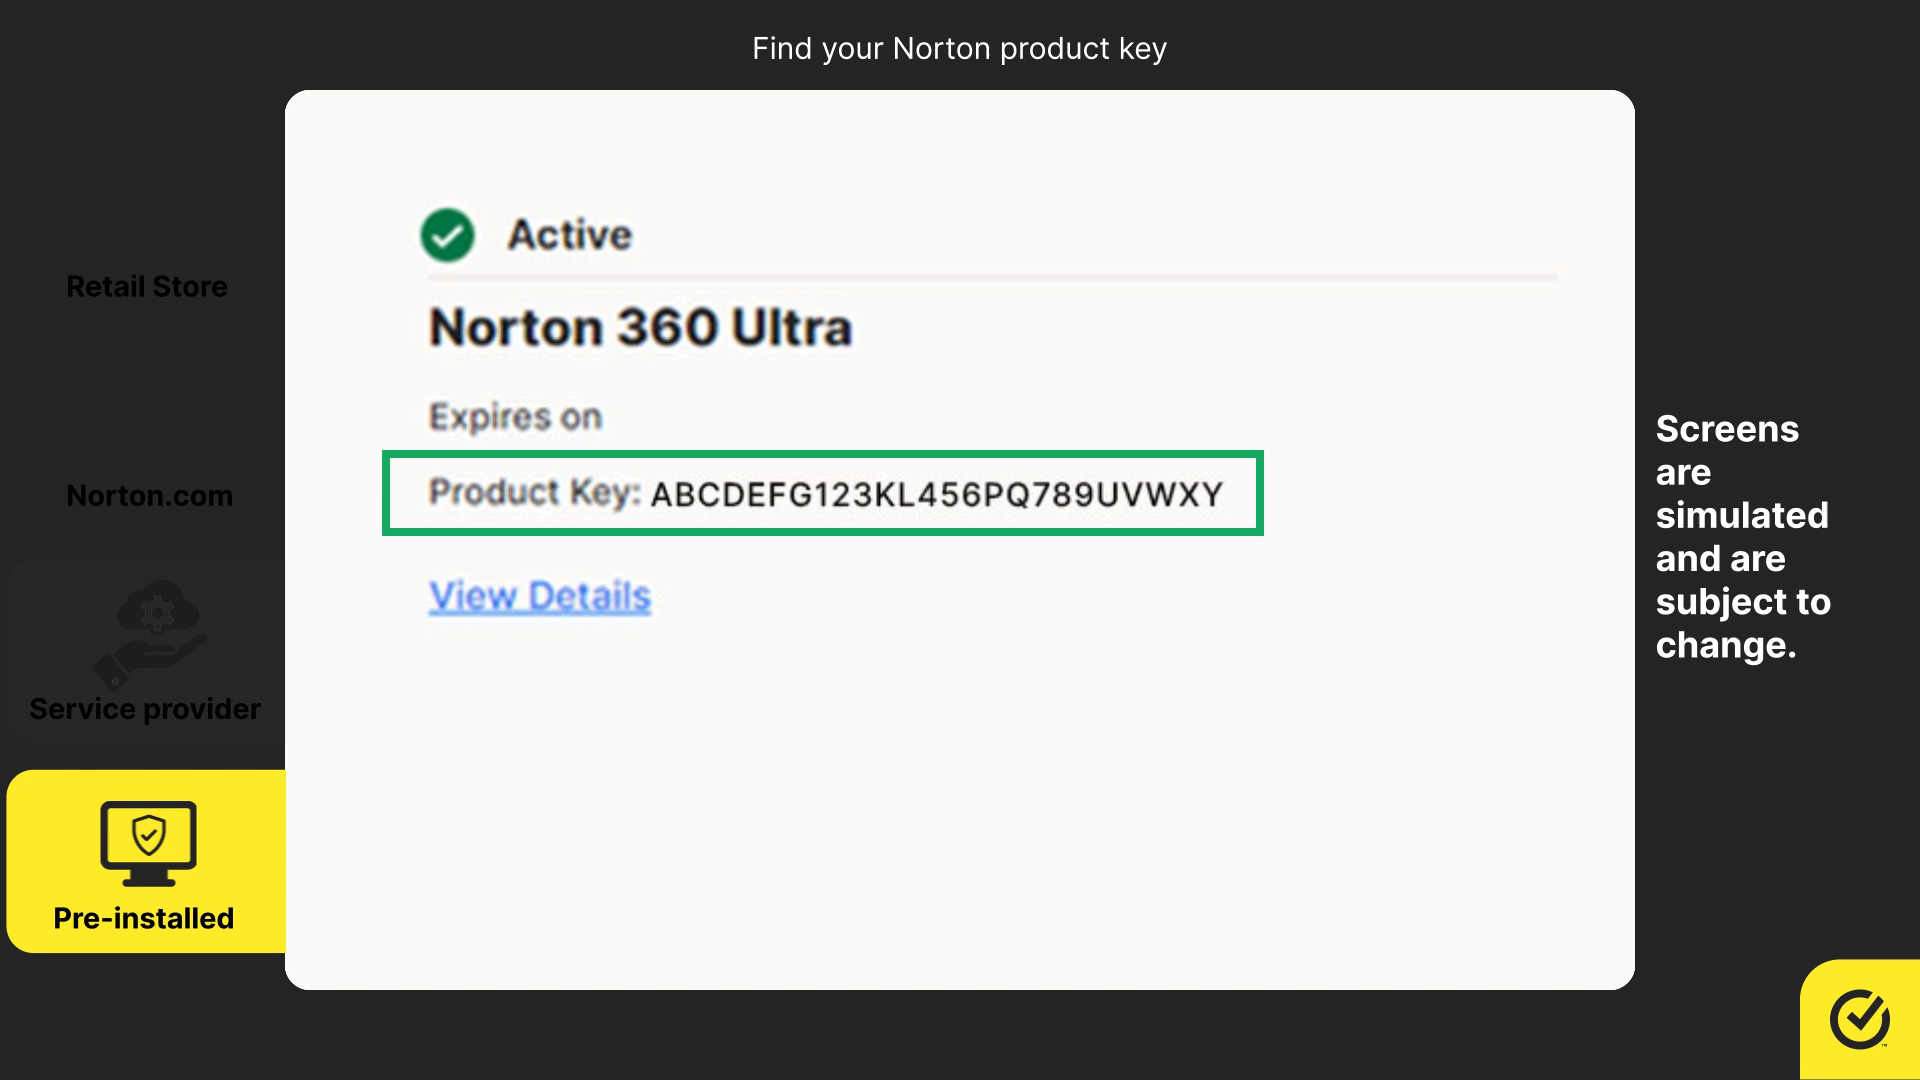 Find your Norton product key
Retail Store
Norton.com
Service provider
Pre-installed
Active
Norton 360 Ultra
Expires on
Product Key: ABCDEFG123KL456PQ789UVWXY
View Details
Screens
are
simulated
and are
subject to
change.